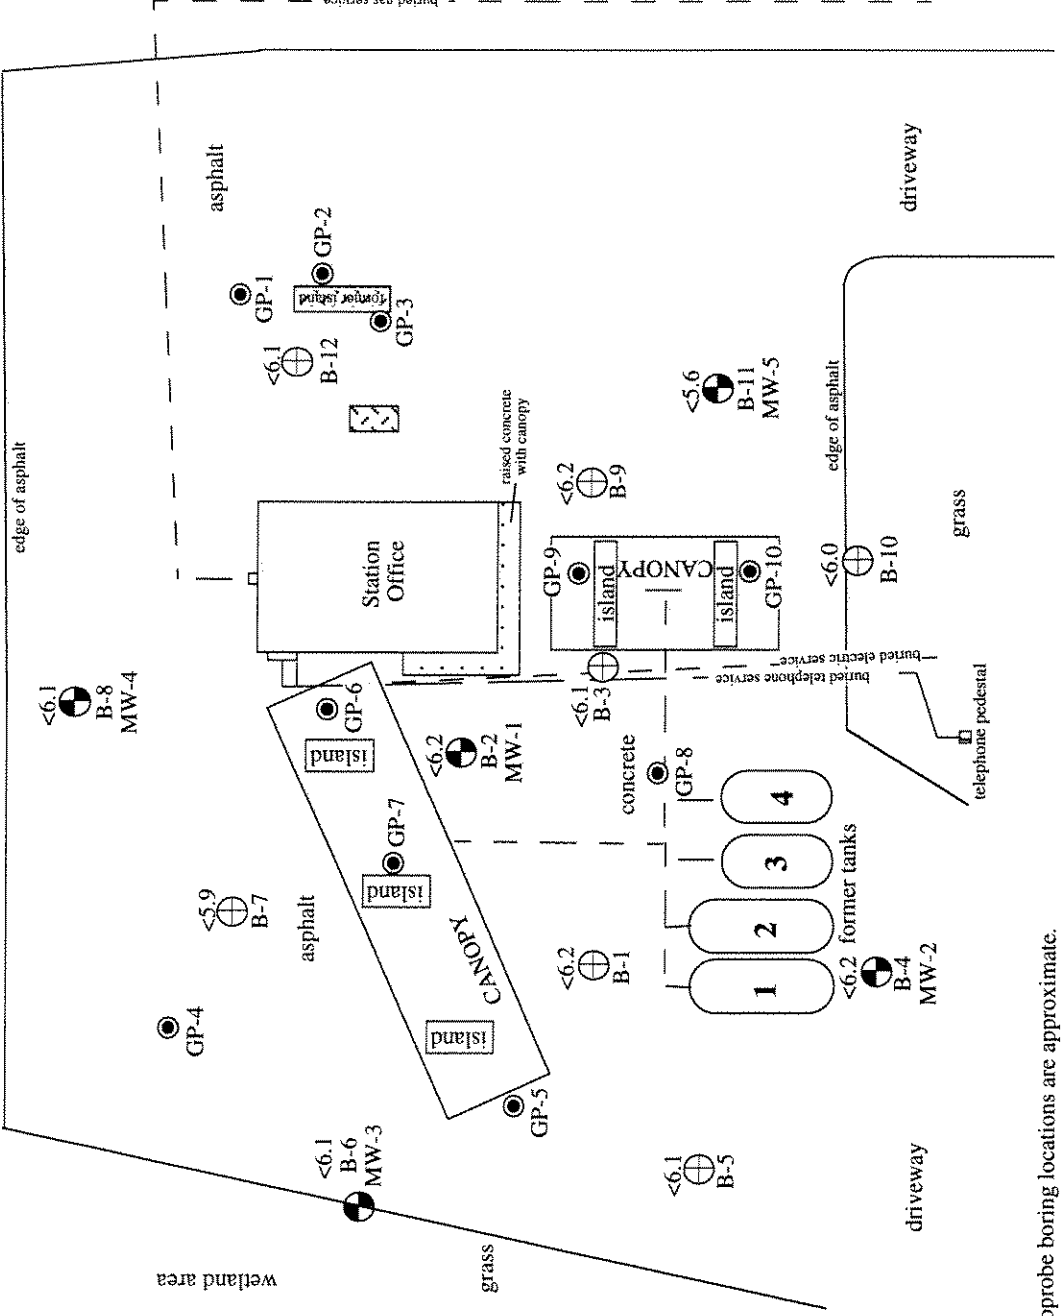 buried gas service
edge of asphalt
asphalt
driveway
GP-1
GP-2
former island
GP-3
<6.1
B-12
<5.6
B-11
MW-5
raised concrete
with canopy
<6.2
B-9
edge of asphalt
grass
Station
Office
GP-9
island
CANOPY
island
GP-10
<6.0
B-10
<6.1
B-8
MW-4
GP-6
island
<6.2
B-2
MW-1
<6.1
B-3
buried electric service
buried telephone service
telephone pedestal
concrete
GP-8
<5.9
B-7
asphalt
GP-7
island
CANOPY
island
GP-4
GP-5
<6.2
B-1
4
3
2
1
former tanks
<6.2
B-4
MW-2
<6.1
B-6
MW-3
<6.1
B-5
driveway
wetland area
grass
boring locations are approximate.